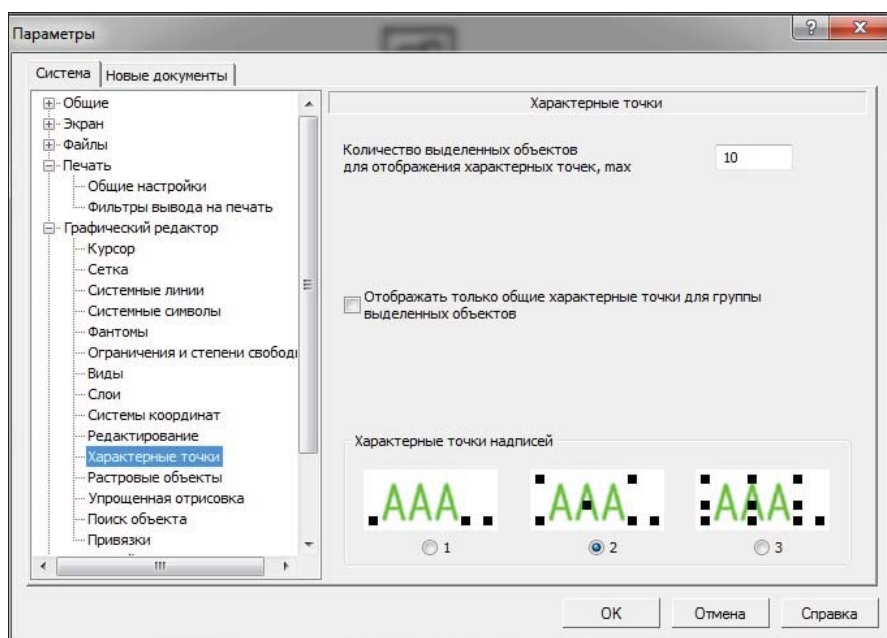 Параметры
Система
Новые документы
Общие
Экран
Файлы
Печать
Общие настройки
Фильтры вывода на печать
Графический редактор
Курсор
Сетка
Системные линии
Системные символы
Фантомы
Ограничения и степени свободы
Виды
Слои
Системы координат
Редактирование
Характерные точки
Растровые объекты
Упрощенная отрисовка
Поиск объекта
Привязки
Характерные точки
Количество выделенных объектов
для отображения характерных точек, max
10
Отображать только общие характерные точки для группы
выделенных объектов
Характерные точки надписей
AAA
AAA
AAA
1
2
3
OK
Отмена
Справка